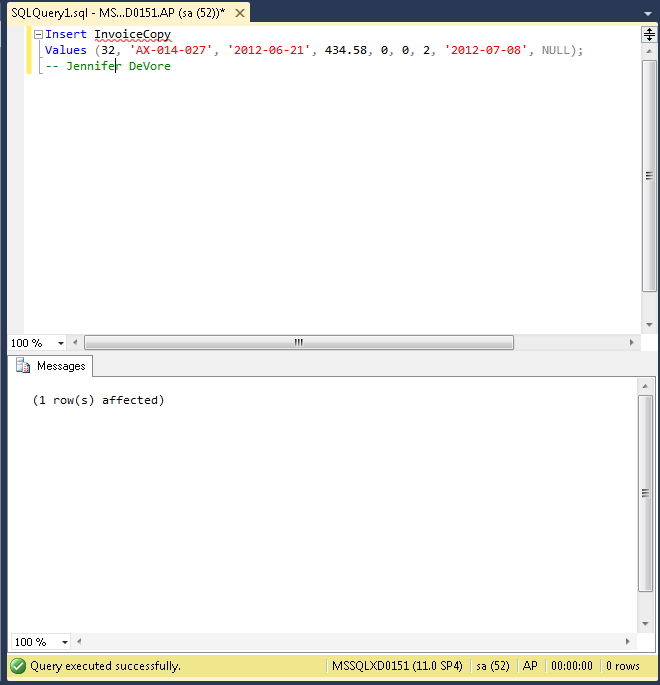 SQLQuery1.sql - MS...D0151.AP (sa (52))*
Insert InvoiceCopy
Values (32, 'AX-014-027', '2012-06-21', 434.58, 0, 0, 2, '2012-07-08', NULL);
-- Jennifer DeVore
100 %
Messages
(1 row(s) affected)
100 %
Query executed successfully.
MSSQLXD0151 (11.0 SP4)
sa (52)
AP
00:00:00
0 rows